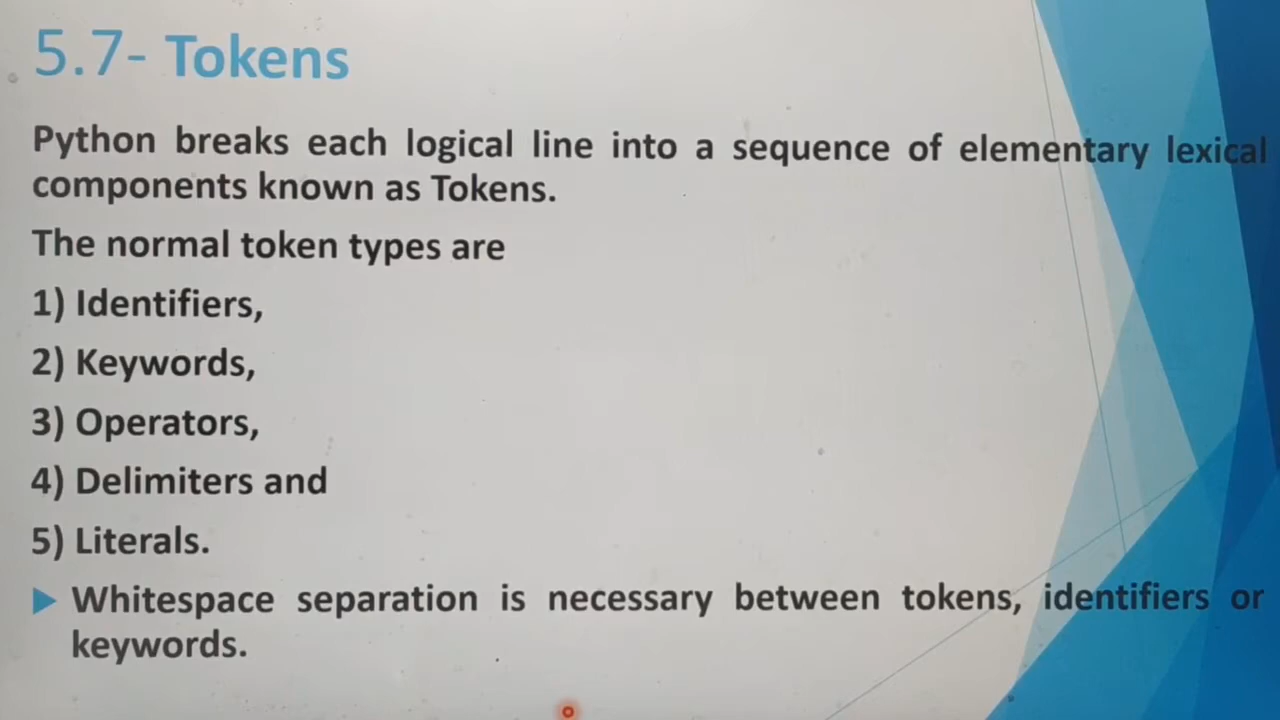 5.7- Tokens
Python breaks each logical line into a sequence of elementary lexical
components known as Tokens.
The normal token types are
1) Identifiers,
2) Keywords,
3) Operators,
4) Delimiters and
5) Literals.
Whitespace separation is necessary between tokens, identifiers or
keywords.